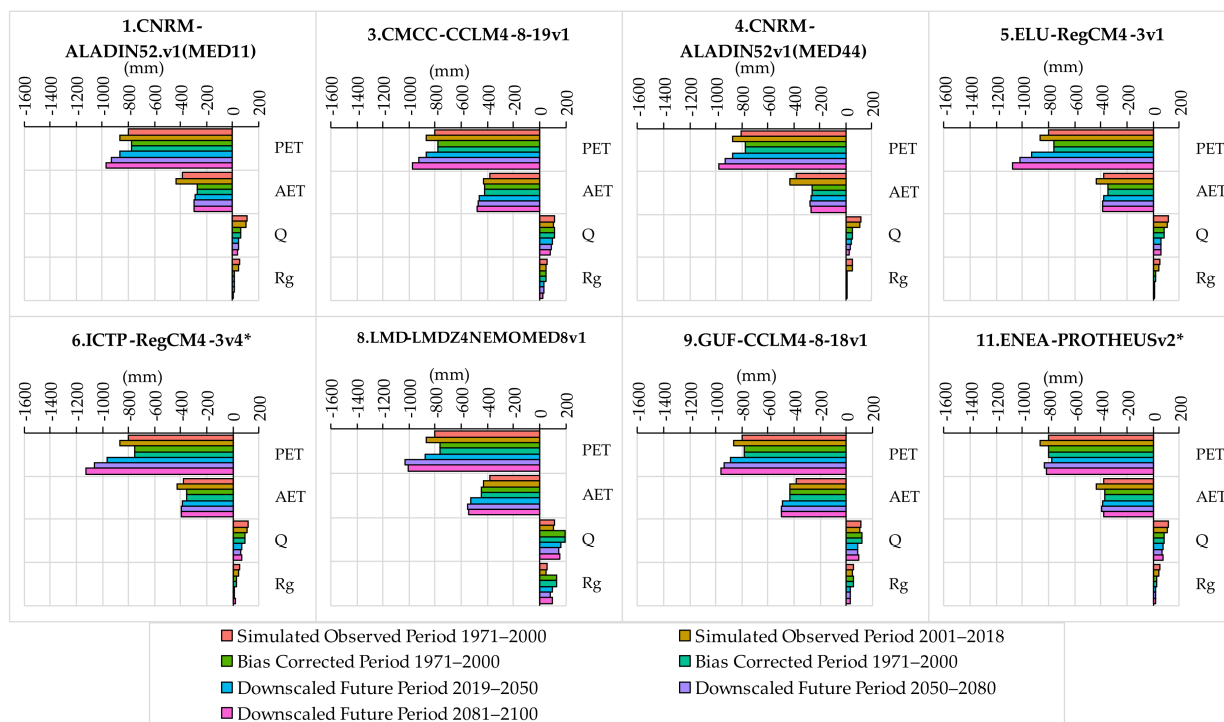 1.CNRM-
ALADIN52.v1(MED11)
(mm)
-1600 -1400 -1200 -1000 -800 -600 -400 -200 0 200
PET
AET
Q
Rg
3.CMCC-CCLM4-8-19v1
(mm)
-1600 -1400 -1200 -1000 -800 -600 -400 -200 0 200
PET
AET
Q
Rg
4.CNRM-
ALADIN52v1(MED44)
(mm)
-1600 -1400 -1200 -1000 -800 -600 -400 -200 0 200
PET
AET
Q
Rg
5.ELU-RegCM4-3v1
(mm)
-1600 -1400 -1200 -1000 -800 -600 -400 -200 0 200
PET
AET
Q
Rg
6.ICTP-RegCM4-3v4*
(mm)
-1600 -1400 -1200 -1000 -800 -600 -400 -200 0 200
PET
AET
Q
Rg
8.LMD-LMDZ4NEMOMED8v1
(mm)
-1600 -1400 -1200 -1000 -800 -600 -400 -200 0 200
PET
AET
Q
Rg
9.GUF-CCLM4-8-18v1
(mm)
-1600 -1400 -1200 -1000 -800 -600 -400 -200 0 200
PET
AET
Q
Rg
11.ENEA-PROTHEUSv2*
(mm)
-1600 -1400 -1200 -1000 -800 -600 -400 -200 0 200
PET
AET
Q
Rg
Simulated Observed Period 1971–2000
Simulated Observed Period 2001–2018
Bias Corrected Period 1971–2000
Bias Corrected Period 1971–2000
Downscaled Future Period 2019–2050
Downscaled Future Period 2050–2080
Downscaled Future Period 2081–2100